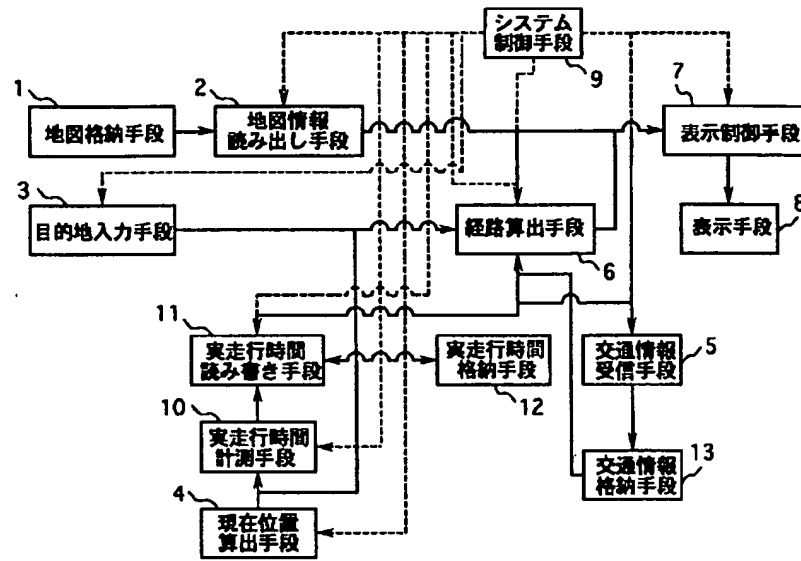 システム
制御手段
9
1
地図格納手段
2
地図情報
読み出し手段
7
表示制御手段
3
目的地入力手段
経路算出手段
6
表示手段
8
11
実走行時間
読み書き手段
実走行時間
格納手段
12
交通情報
受信手段
5
10
実走行時間
計測手段
交通情報
格納手段
13
4
現在位置
算出手段